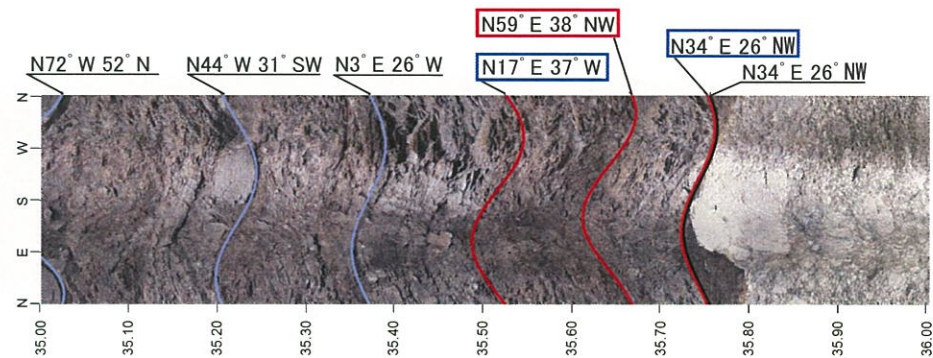 N59° E 38° NW
N34° E 26° NW
N72° W 52° N
N44° W 31° SW
N3° E 26° W
N17° E 37° W
N34° E 26° NW
N
W
S
E
N
35.00
35.10
35.20
35.30
35.40
35.50
35.60
35.70
35.80
35.90
36.00